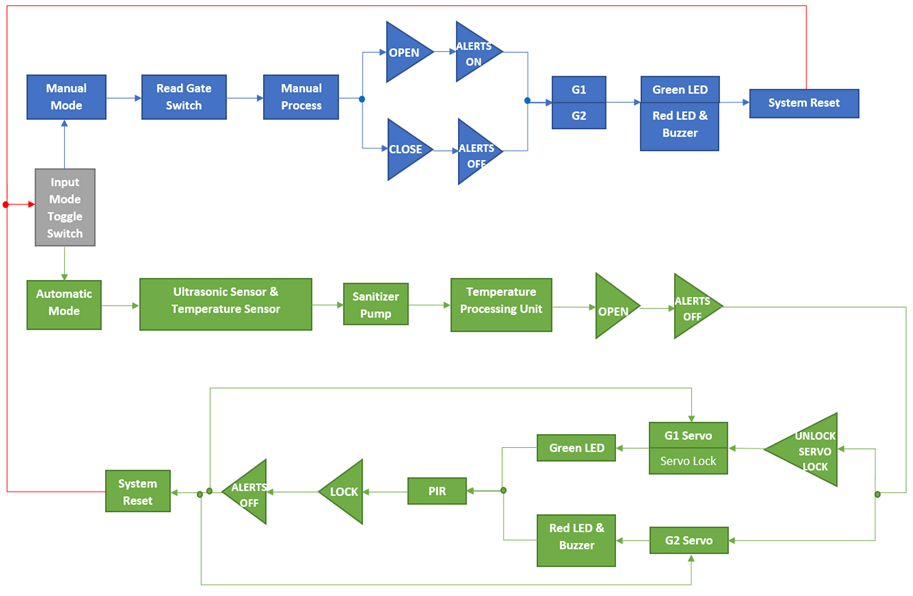 OPEN
ALERTS
ON
Manual
Mode
Read Gate
Switch
Manual
Process
G1
G2
Green LED
Red LED &
Buzzer
System Reset
CLOSE
ALERTS
OFF
Input
Mode
Toggle
Switch
Automatic
Mode
Ultrasonic Sensor &
Temperature Sensor
Sanitizer
Pump
Temperature
Processing Unit
OPEN
ALERTS
OFF
UNLOCK
SERVO
LOCK
G1 Servo
Servo Lock
Green LED
System
Reset
ALERTS
OFF
LOCK
PIR
Red LED &
Buzzer
G2 Servo